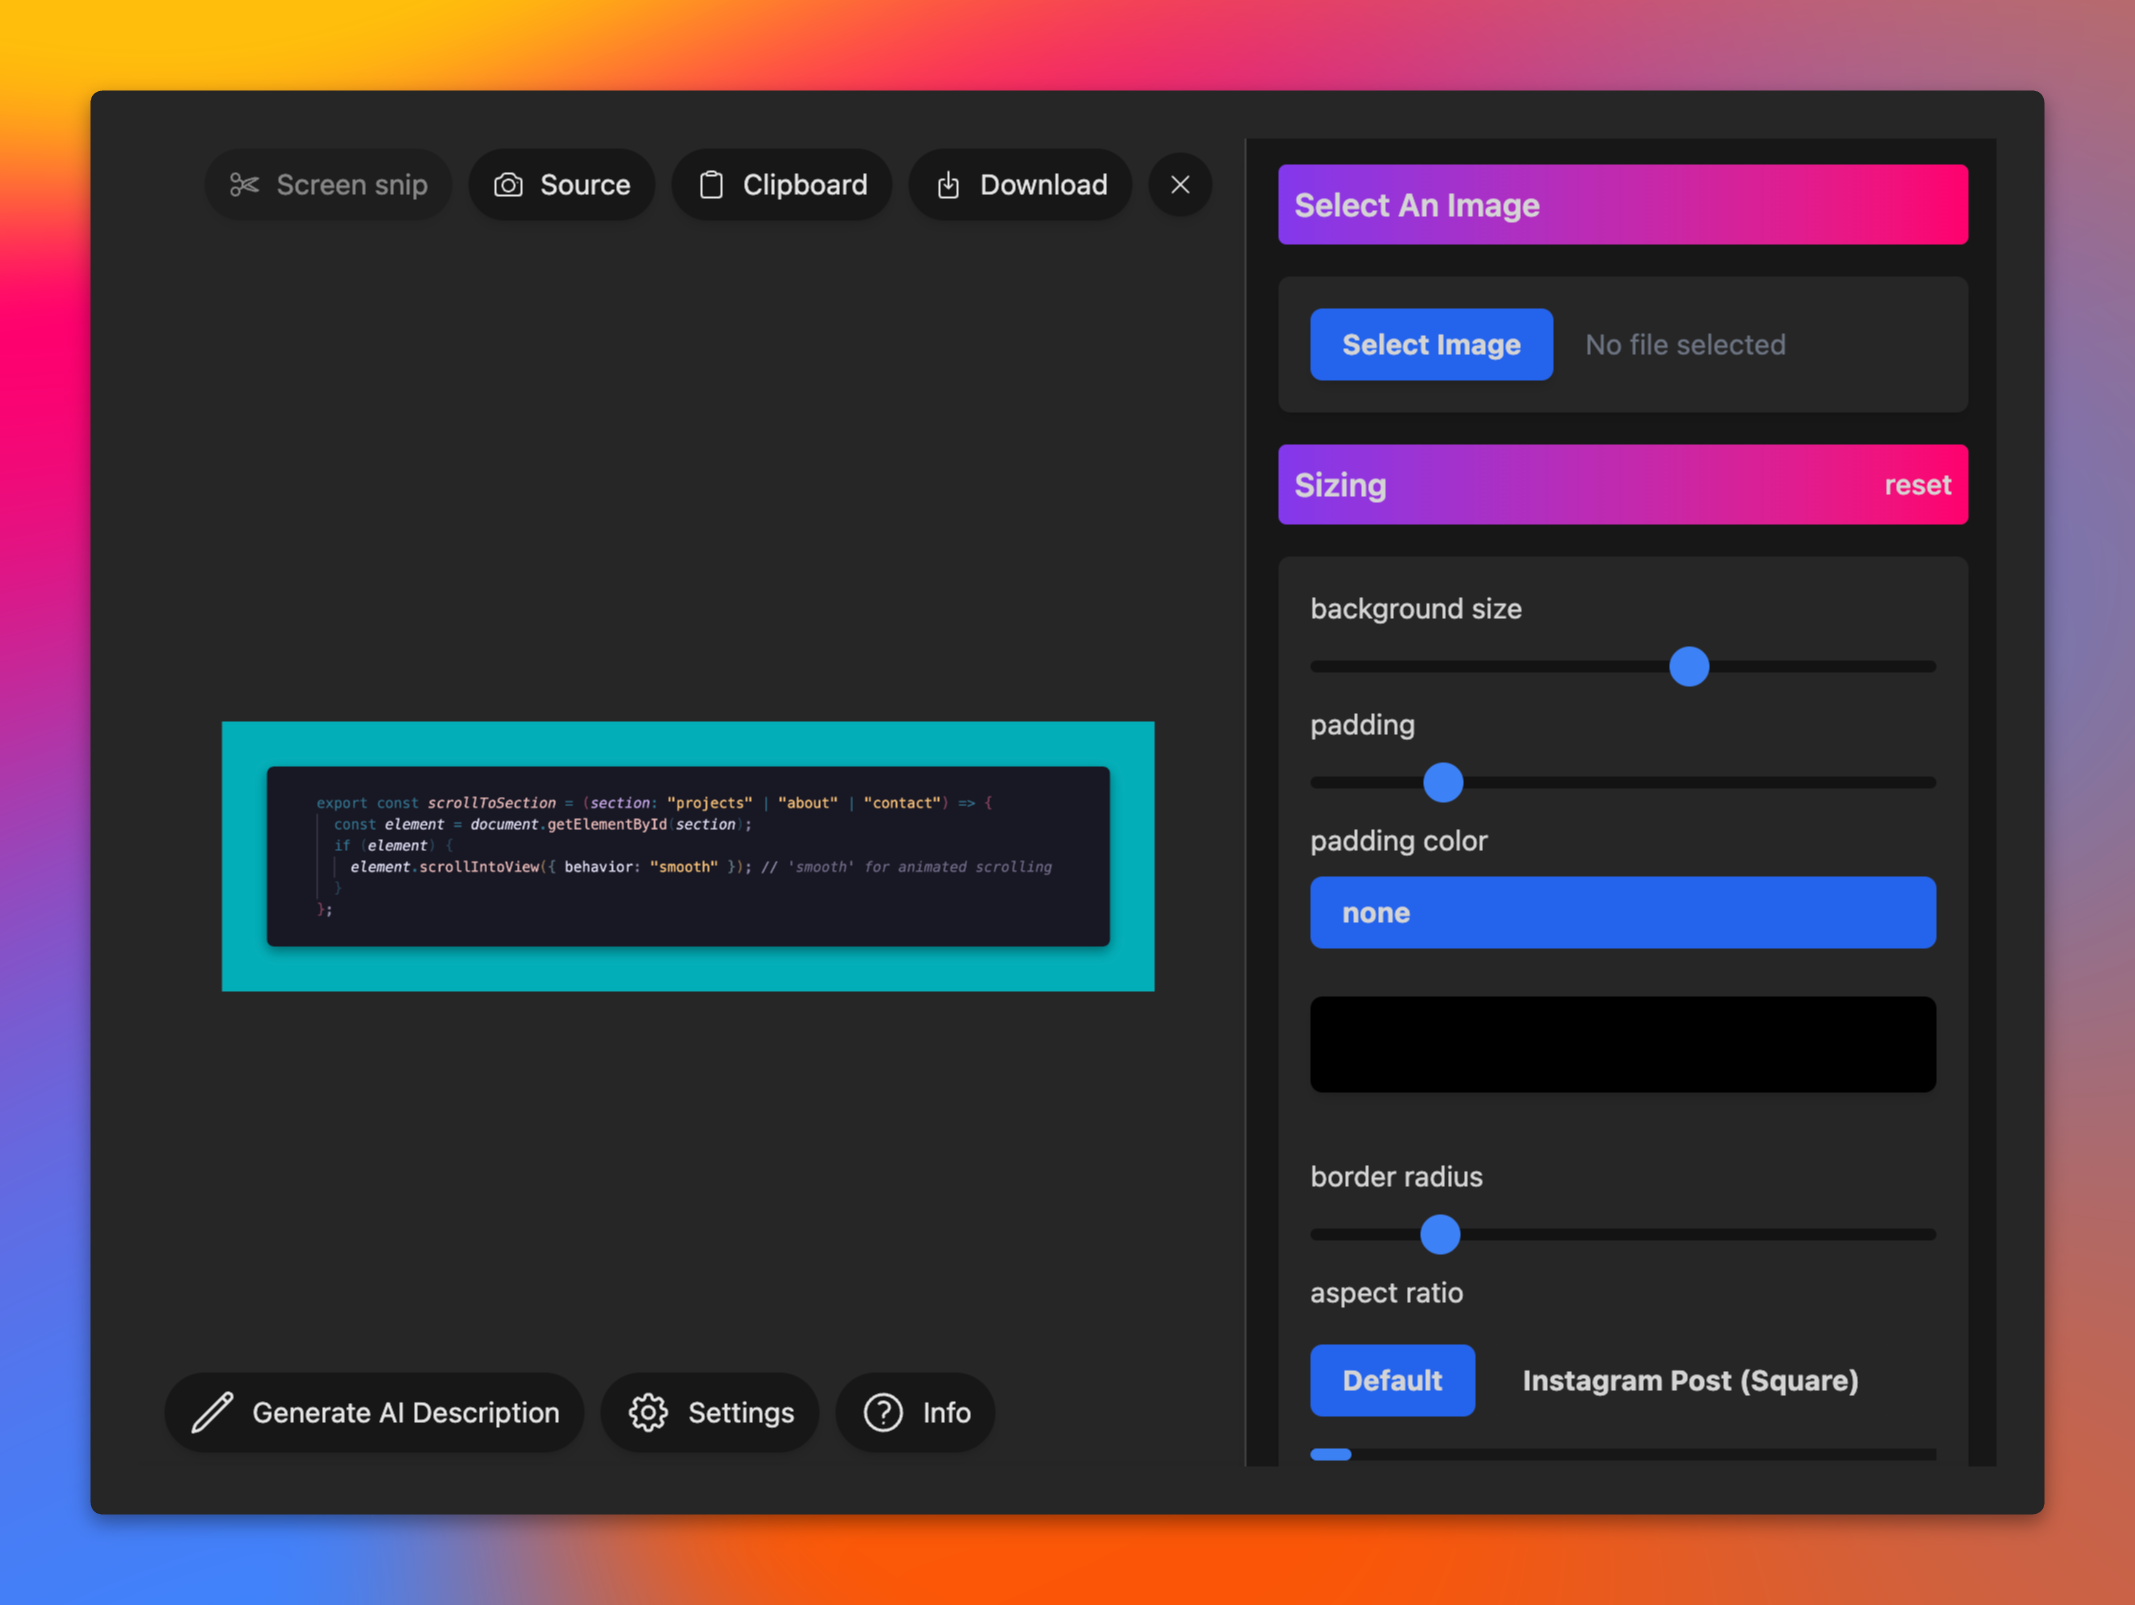 Screen snip
Source
Clipboard
Download
export const scrollToSection = (section: "projects" | "about" | "contact") => {
const element = document.getElementById(section);
if (element) {
element.scrollIntoView({ behavior: "smooth" }); // 'smooth' for animated scrolling
}
};
Generate AI Description
Settings
Info
Select An Image
Select Image
No file selected
Sizing
reset
background size
padding
padding color
none
border radius
aspect ratio
Default
Instagram Post (Square)